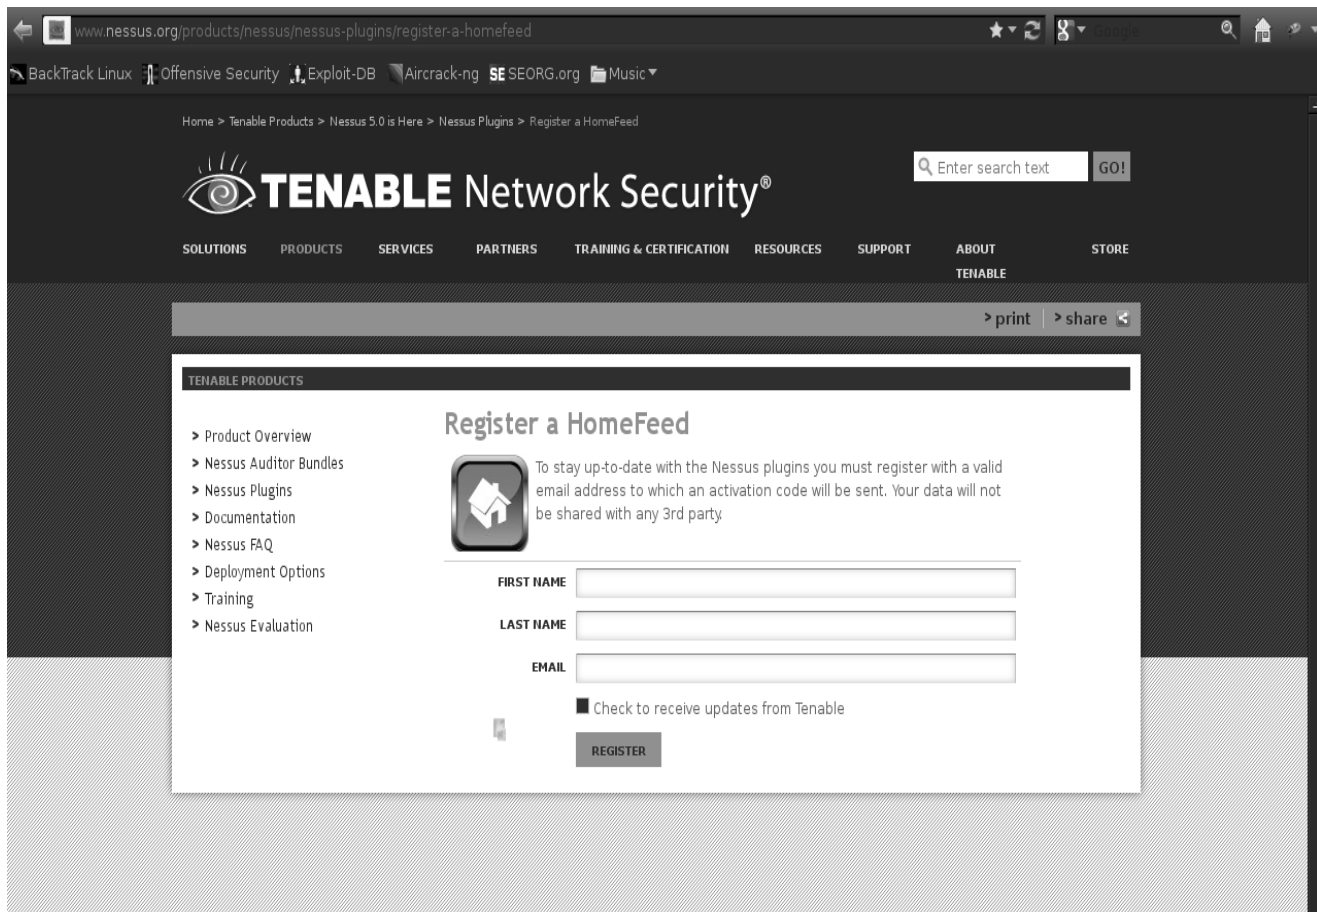 www.nessus.org/products/nessus/nessus-plugins/register-a-homefeed
Google
BackTrack Linux Offensive Security Exploit-DB Aircrack-ng SE SEORG.org Music
Home > Tenable Products > Nessus 5.0 is Here > Nessus Plugins > Register a HomeFeed
TENABLE Network Security®
Enter search text GO!
SOLUTIONS PRODUCTS SERVICES PARTNERS TRAINING & CERTIFICATION RESOURCES SUPPORT ABOUT TENABLE STORE
> print > share
TENABLE PRODUCTS
> Product Overview
> Nessus Auditor Bundles
> Nessus Plugins
> Documentation
> Nessus FAQ
> Deployment Options
> Training
> Nessus Evaluation
Register a HomeFeed
To stay up-to-date with the Nessus plugins you must register with a valid
email address to which an activation code will be sent. Your data will not
be shared with any 3rd party.
FIRST NAME
LAST NAME
EMAIL
Check to receive updates from Tenable
REGISTER